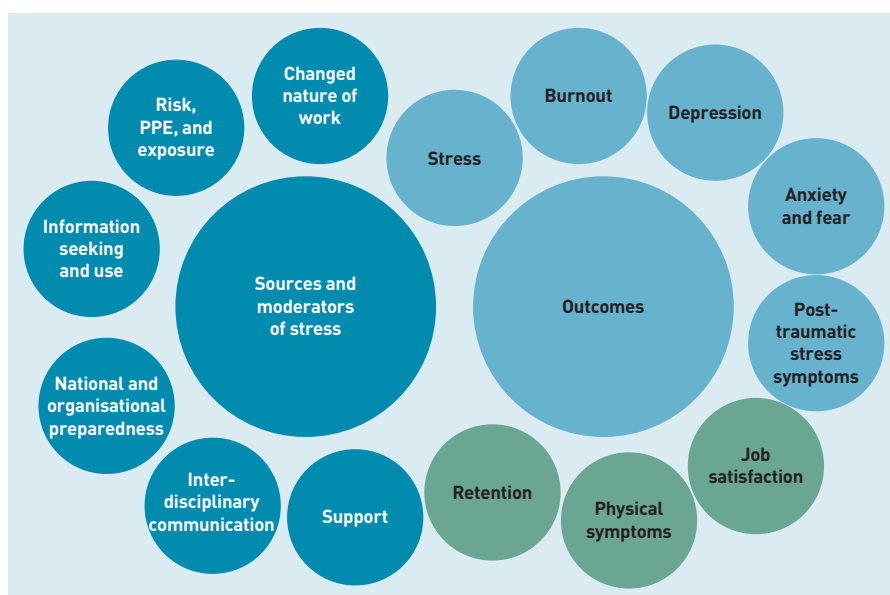 Changed
nature of
work
Risk,
PPE, and
exposure
Information
seeking
and use
National and
organisational
preparedness
Inter-
disciplinary
communication
Support
Sources and
moderators
of stress
Stress
Burnout
Depression
Anxiety
and fear
Post-
traumatic
stress
symptoms
Job
satisfaction
Physical
symptoms
Retention
Outcomes